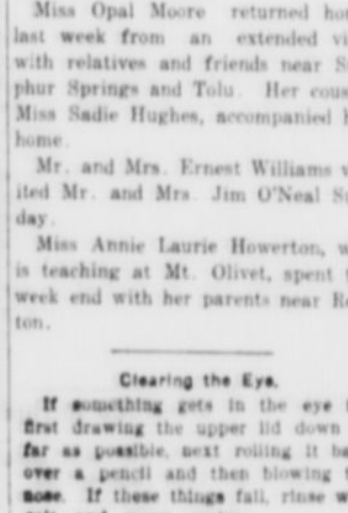 Miss Opal Moore returned ho
last week from an extended vi
with relatives and friends near S
phur Springs and Tolu. Her cous
Miss Sadie Hughes, accompanied h
home.
Mr. and Mrs. Ernest Williams v
ited Mr. and Mrs. Jim O'Neal Su
day.
Miss Annie Laurie Howerton, w
is teaching at Mt. Olivet, spent t
week end with her parents near R
ton.
Clearing the Eye.
If something gets in the eye t
first drawing the upper lid down
far as possible, next rolling it ba
over a pencil and then blowing t
nose. If these things fail, rinse w